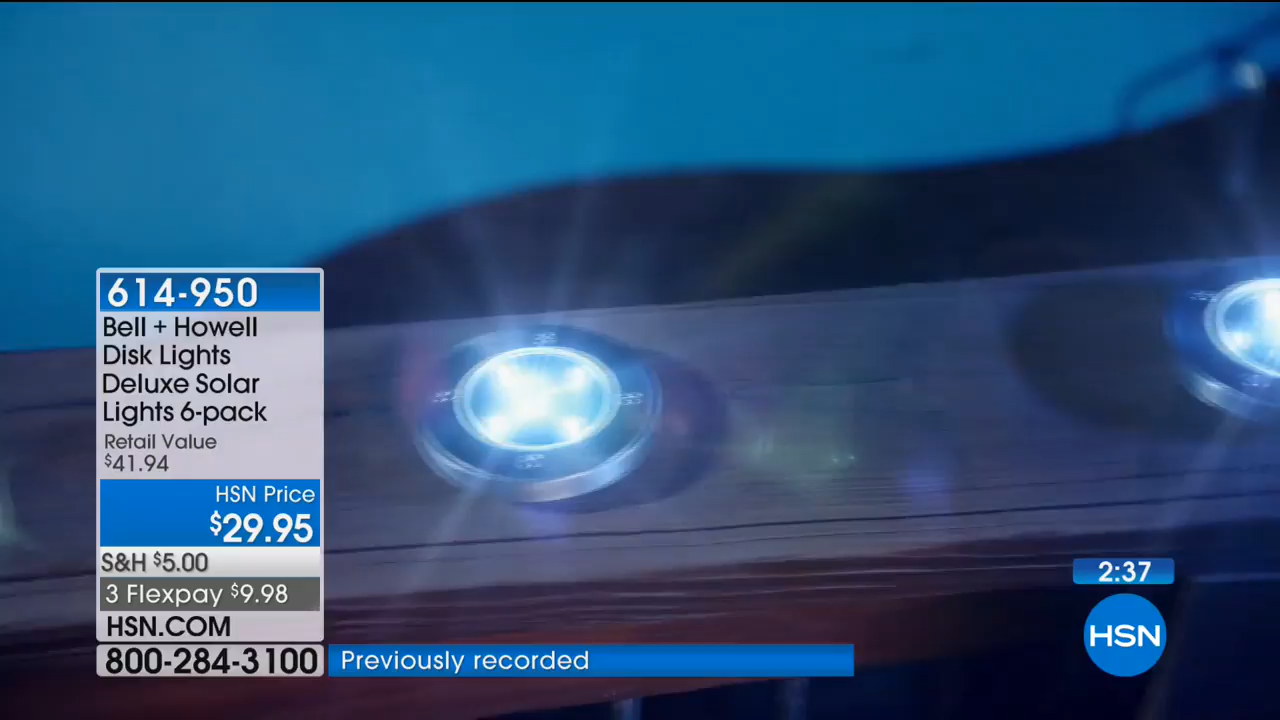 614-950
Bell + Howell
Disk Lights
Deluxe Solar
Lights 6-pack
Retail Value
$41.94
HSN Price
$29.95
S&H $5.00
3 Flexpay $9.98
HSN.COM
800-284-3100
Previously recorded
2:37
HSN